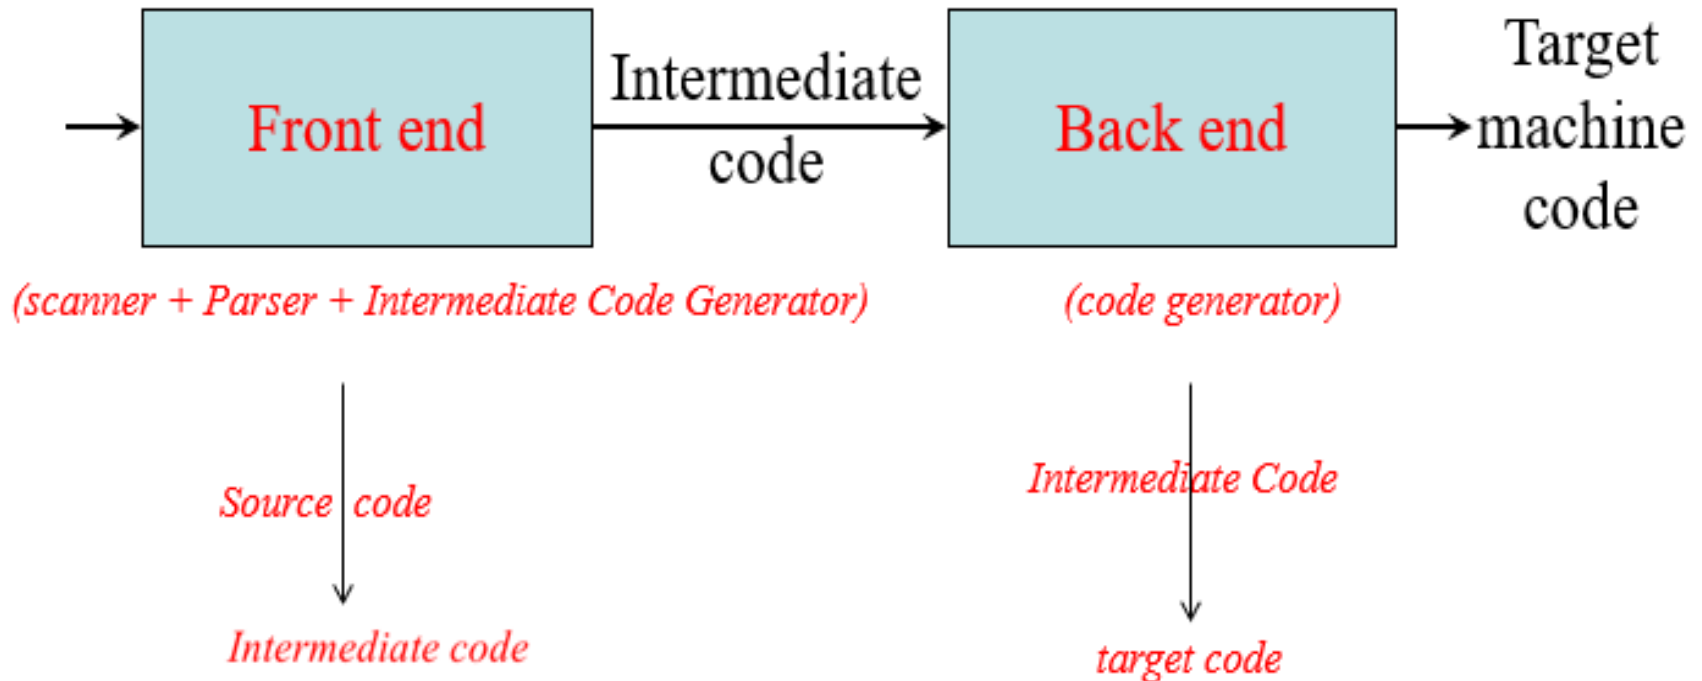 Front end
Intermediate
code
Back end
Target
machine
code
(scanner + Parser + Intermediate Code Generator)
(code generator)
Source code
Intermediate code
Intermediate Code
target code